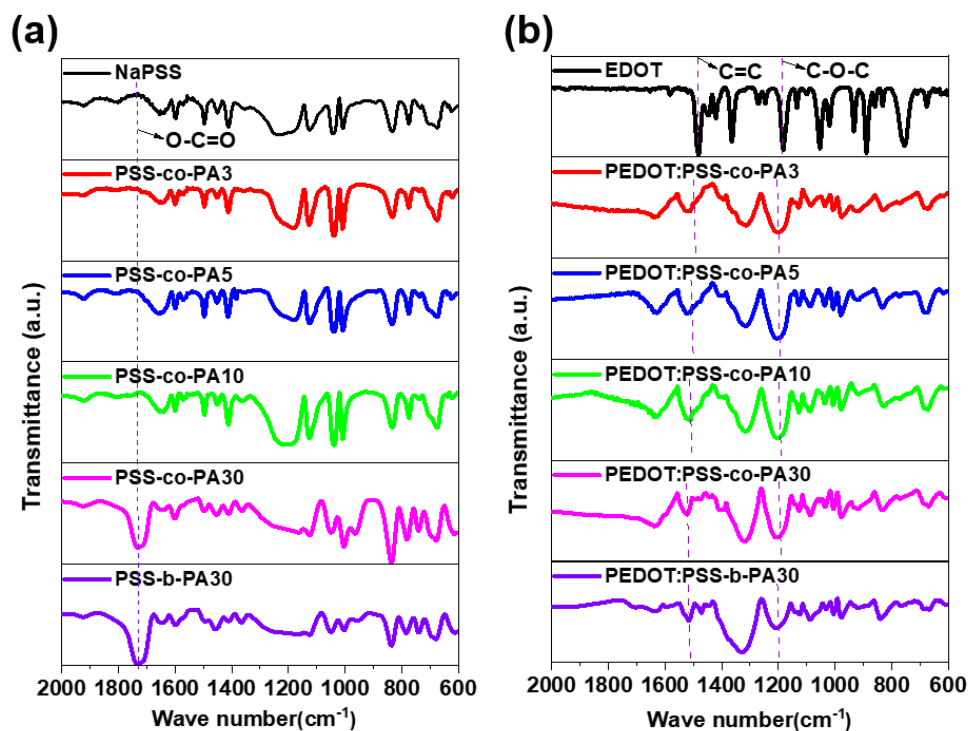 (a)
NaPSS
O-C=O
PSS-co-PA3
PSS-co-PA5
PSS-co-PA10
PSS-co-PA30
PSS-b-PA30
Transmittance (a.u.)
2000 1800 1600 1400 1200 1000 800 600
Wave number(cm⁻¹)
(b)
EDOT
C=C
C-O-C
PEDOT:PSS-co-PA3
PEDOT:PSS-co-PA5
PEDOT:PSS-co-PA10
PEDOT:PSS-co-PA30
PEDOT:PSS-b-PA30
Transmittance (a.u.)
2000 1800 1600 1400 1200 1000 800 600
Wave number(cm⁻¹)